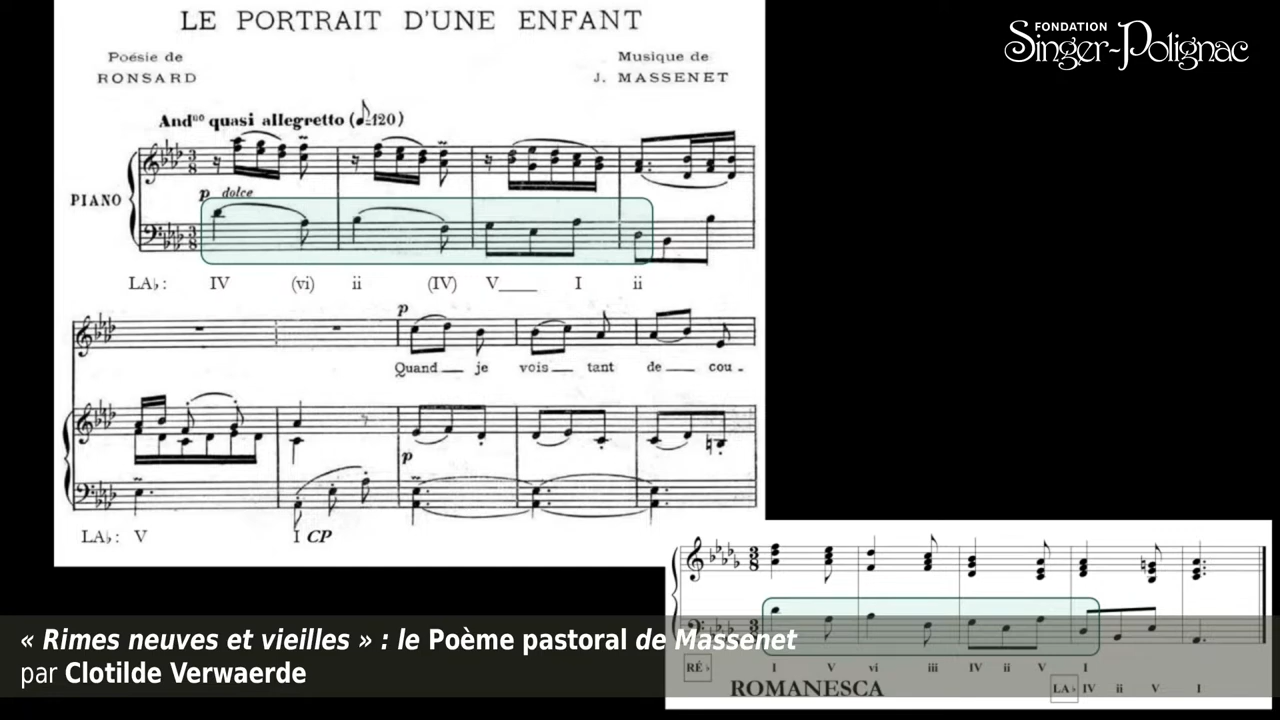 LE PORTRAIT D'UNE ENFANT
FONDATION
Singer-Polignac
Poésie de
RONSARD
Musique de
J. MASSENET
Andno quasi allegretto (♪=120)
PIANO
p dolce
LA♭: IV (vi) ii (IV) V____ I ii
p
Quand — je vois — tant de — cou -
p
LA♭: V I CP
RÉ♭ I V vi iii IV ii V I
ROMANESCA
LA♭ IV ii V I
« Rimes neuves et vieilles » : le Poème pastoral de Massenet
par Clotilde Verwaerde